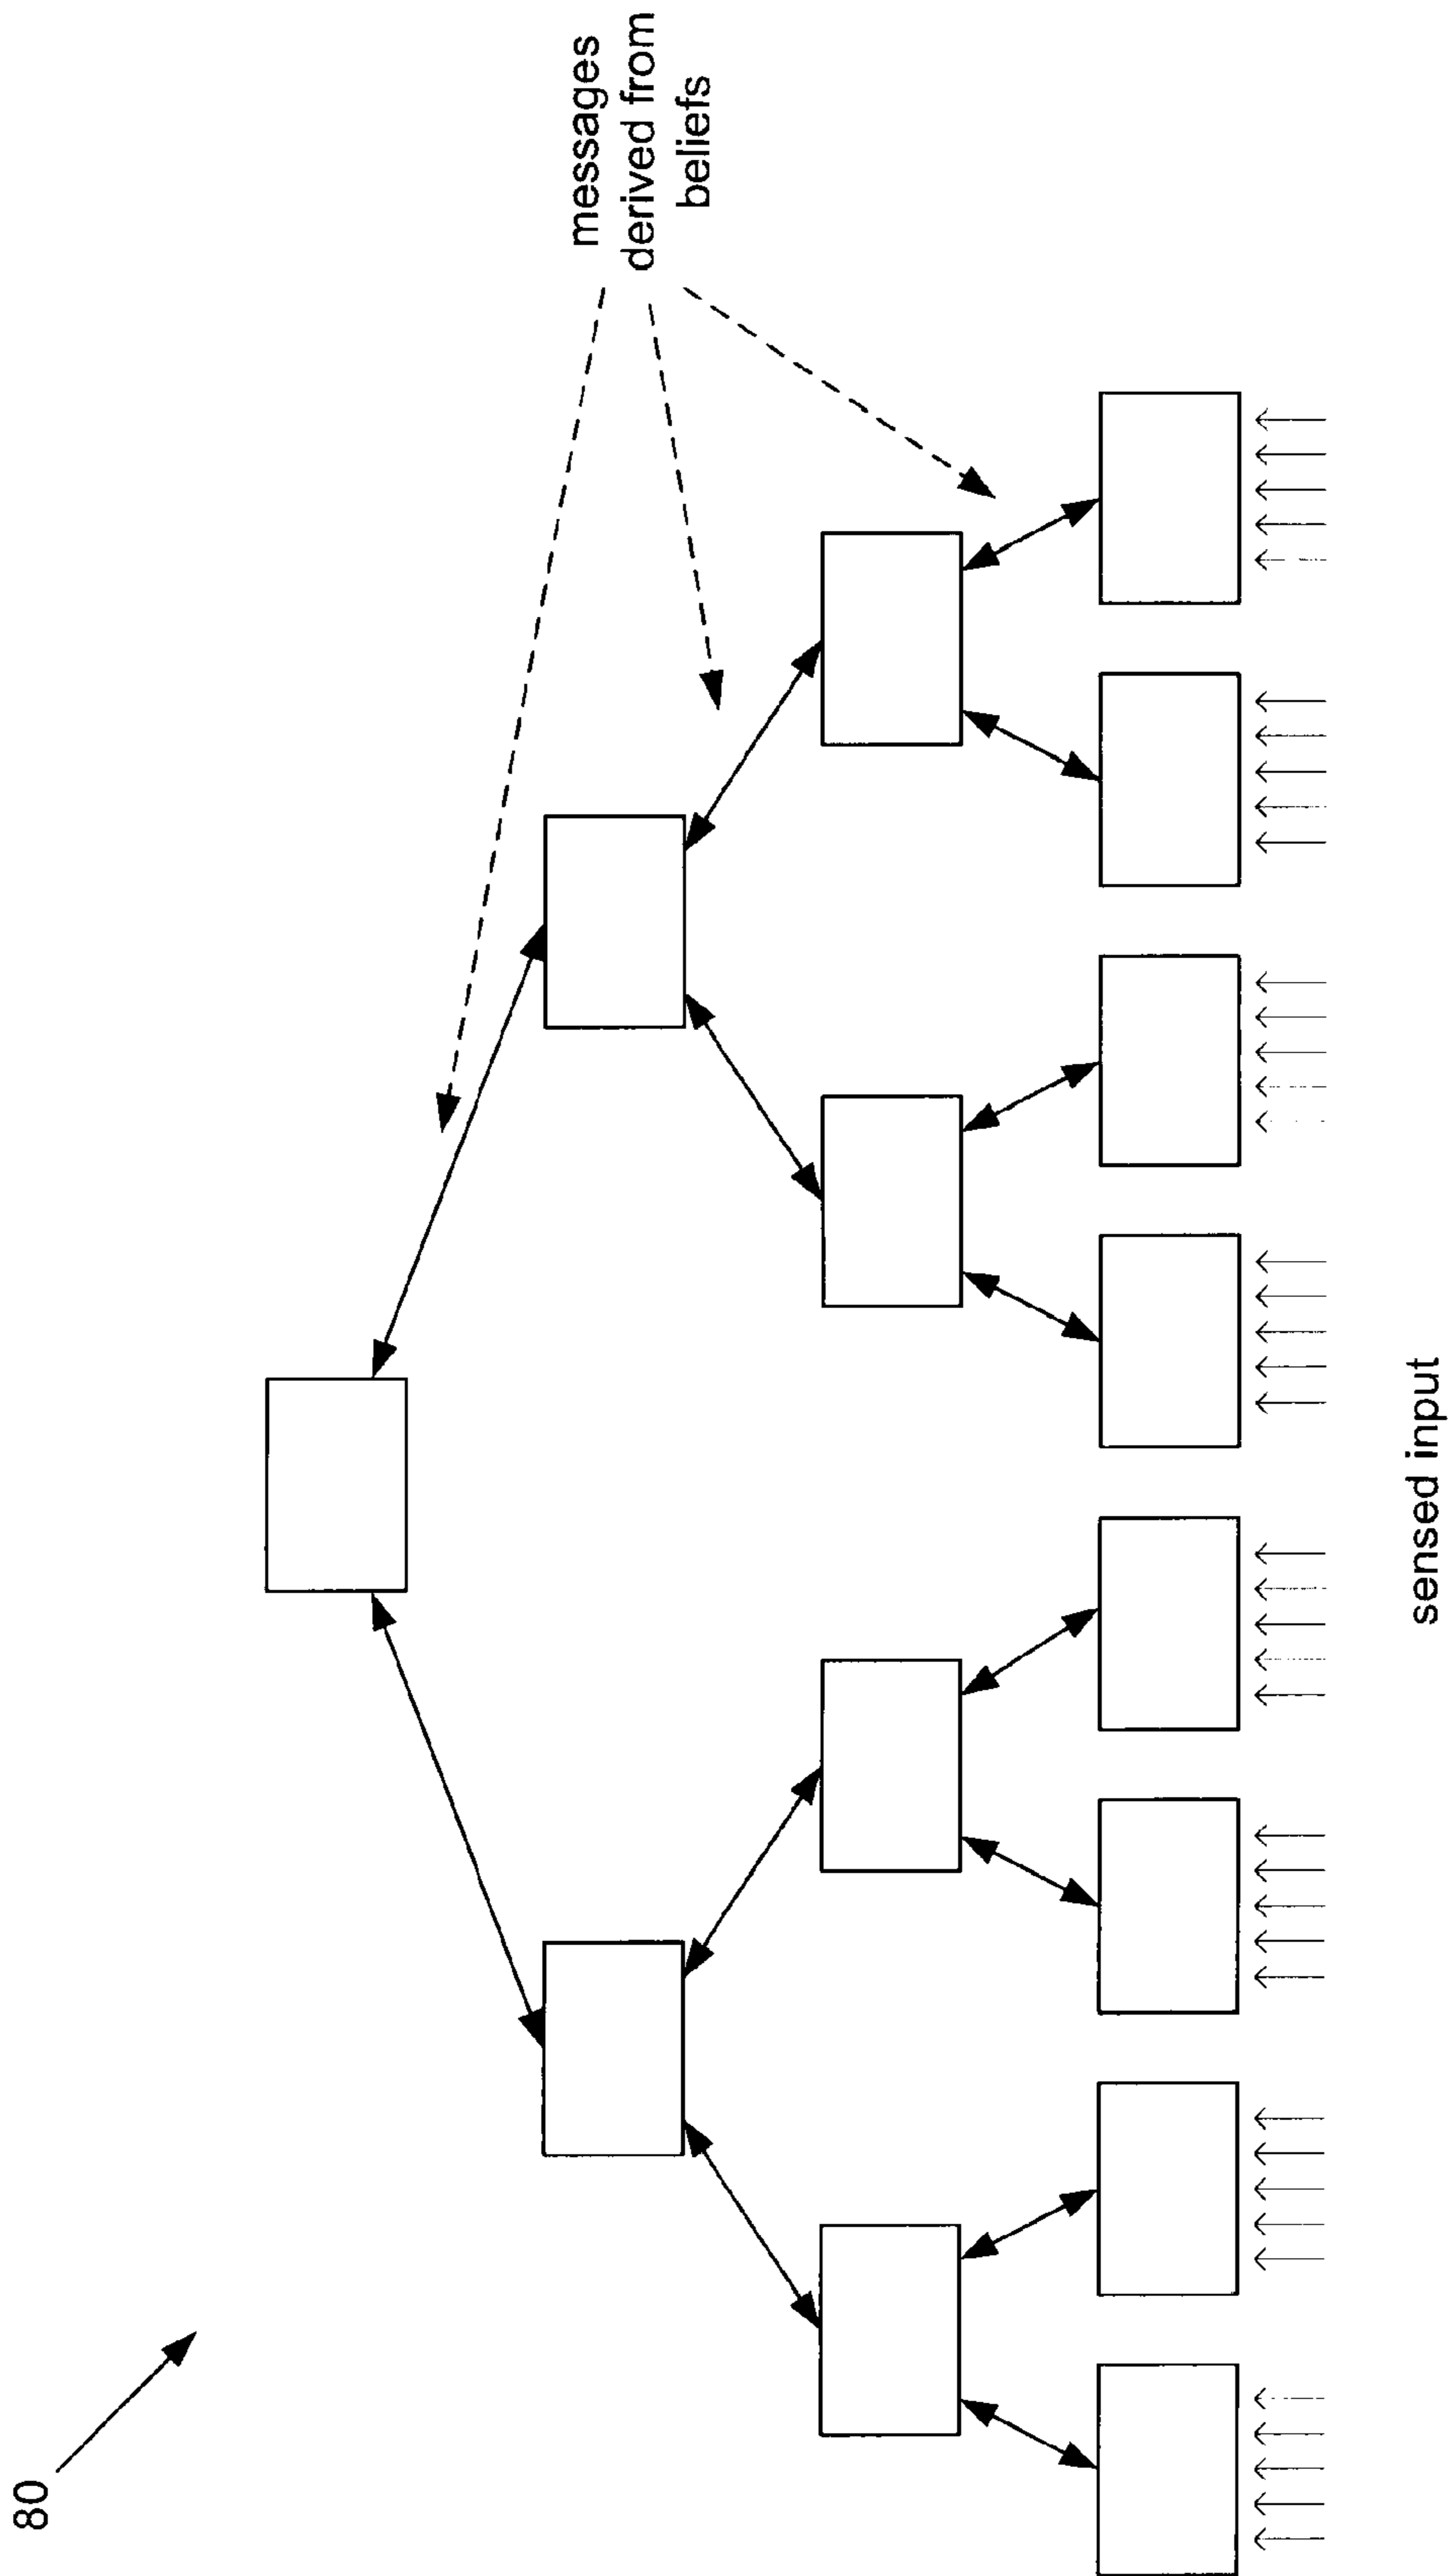 80
messages
derived from
beliefs
sensed input